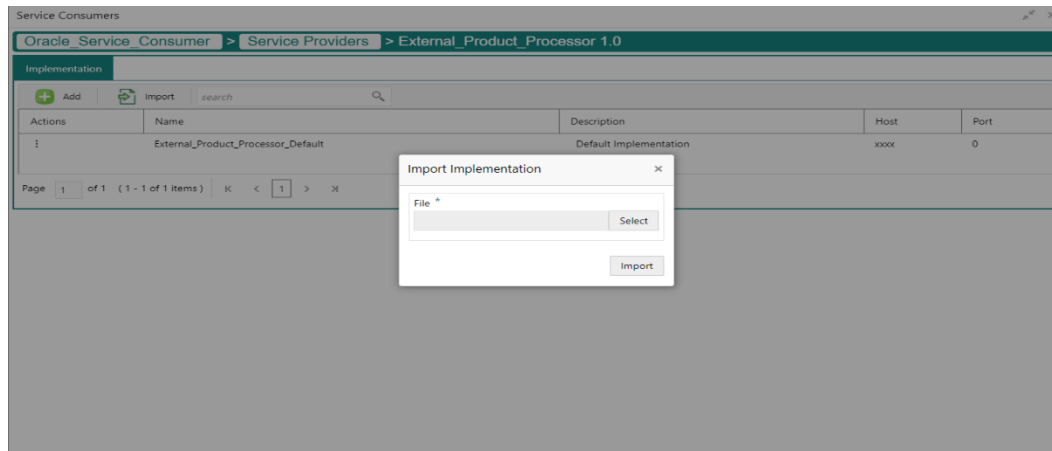 Service Consumers
Oracle_Service_Consumer > Service Providers > External_Product_Processor 1.0
Implementation
Add Import search
Actions Name Description Host Port
External_Product_Processor_Default Default Implementation xxxx 0
Page 1 of 1 (1 - 1 of 1 items) K < 1 > >|
Import Implementation ×
File *
Select
Import